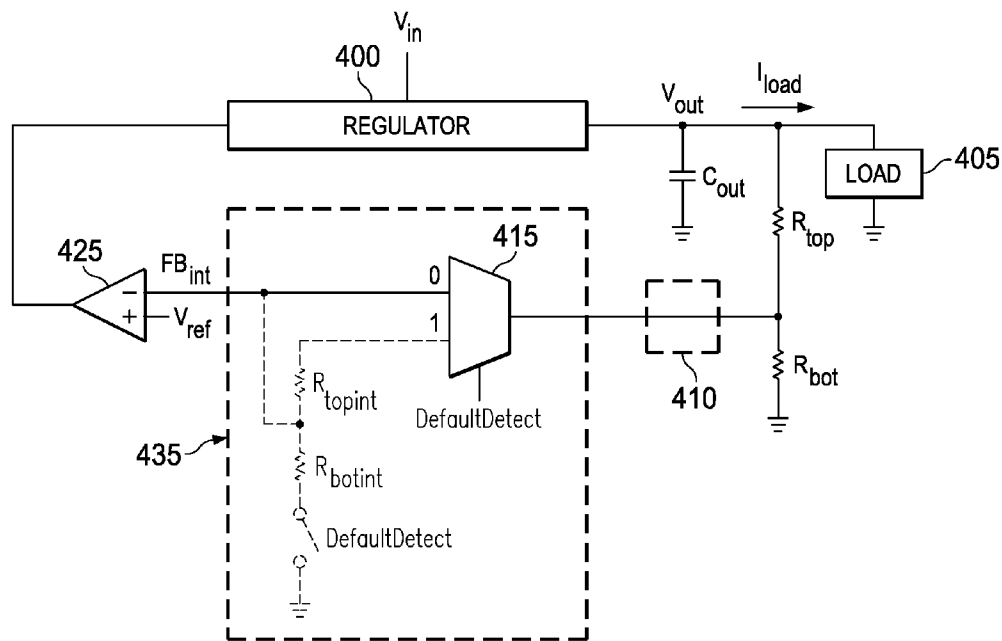 V_in
400
REGULATOR
V_out
I_load
LOAD
405
C_out
R_top
425
FB_int
−
+
V_ref
0
415
1
R_topint
DefaultDetect
410
R_bot
435
R_botint
DefaultDetect